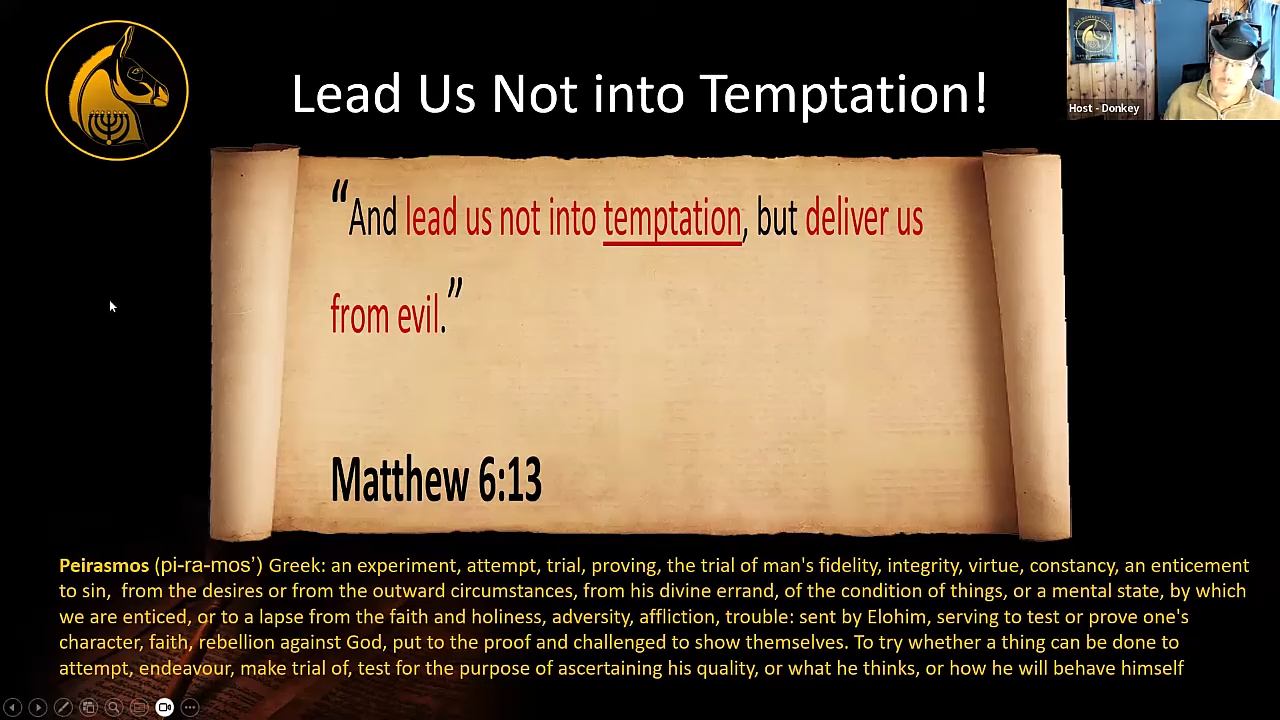 Lead Us Not into Temptation!
Host - Donkey
“And lead us not into temptation, but deliver us
from evil.”
Matthew 6:13
Peirasmos (pi-ra-mos’) Greek: an experiment, attempt, trial, proving, the trial of man's fidelity, integrity, virtue, constancy, an enticement
to sin, from the desires or from the outward circumstances, from his divine errand, of the condition of things, or a mental state, by which
we are enticed, or to a lapse from the faith and holiness, adversity, affliction, trouble: sent by Elohim, serving to test or prove one's
character, faith, rebellion against God, put to the proof and challenged to show themselves. To try whether a thing can be done to
attempt, endeavour, make trial of, test for the purpose of ascertaining his quality, or what he thinks, or how he will behave himself